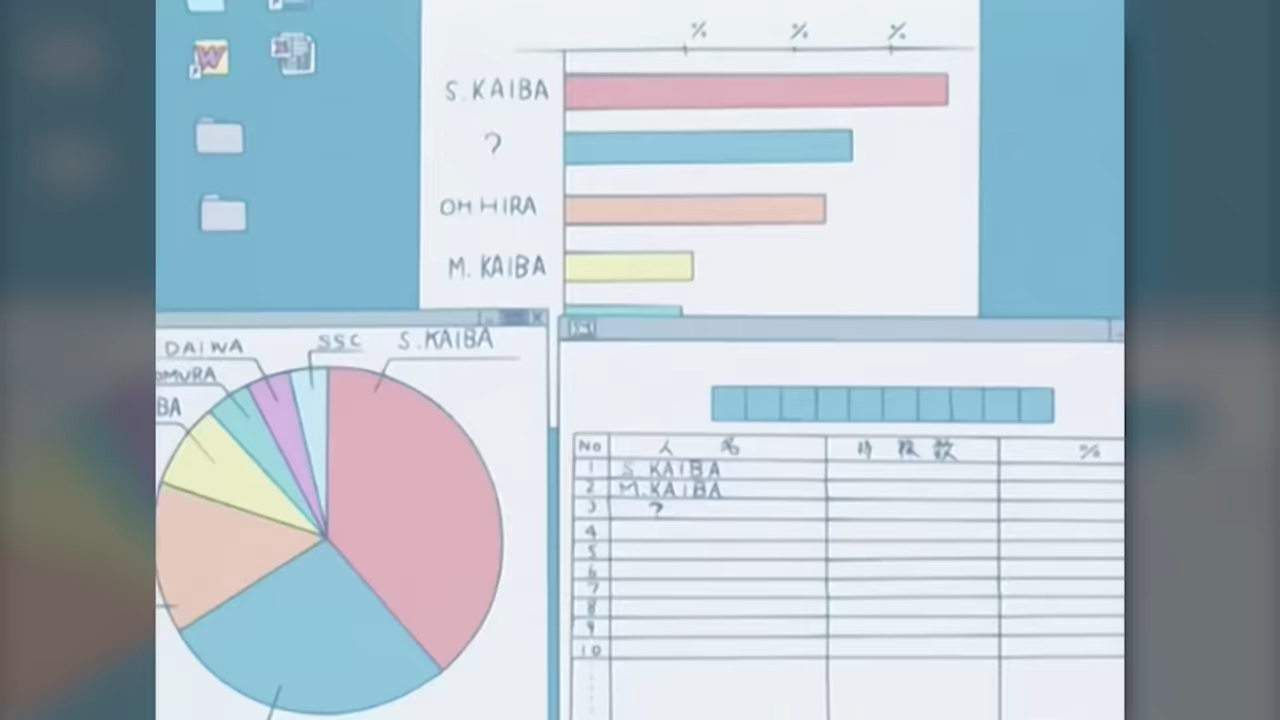 % % %
S. KAIBA
?
OHHIRA
M. KAIBA
DAIWA
SSC
S. KAIBA
OMURA
BA
No 人名 持株数 %
1 S. KAIBA
2 M. KAIBA
3 ?
4
5
6
7
8
9
10
W